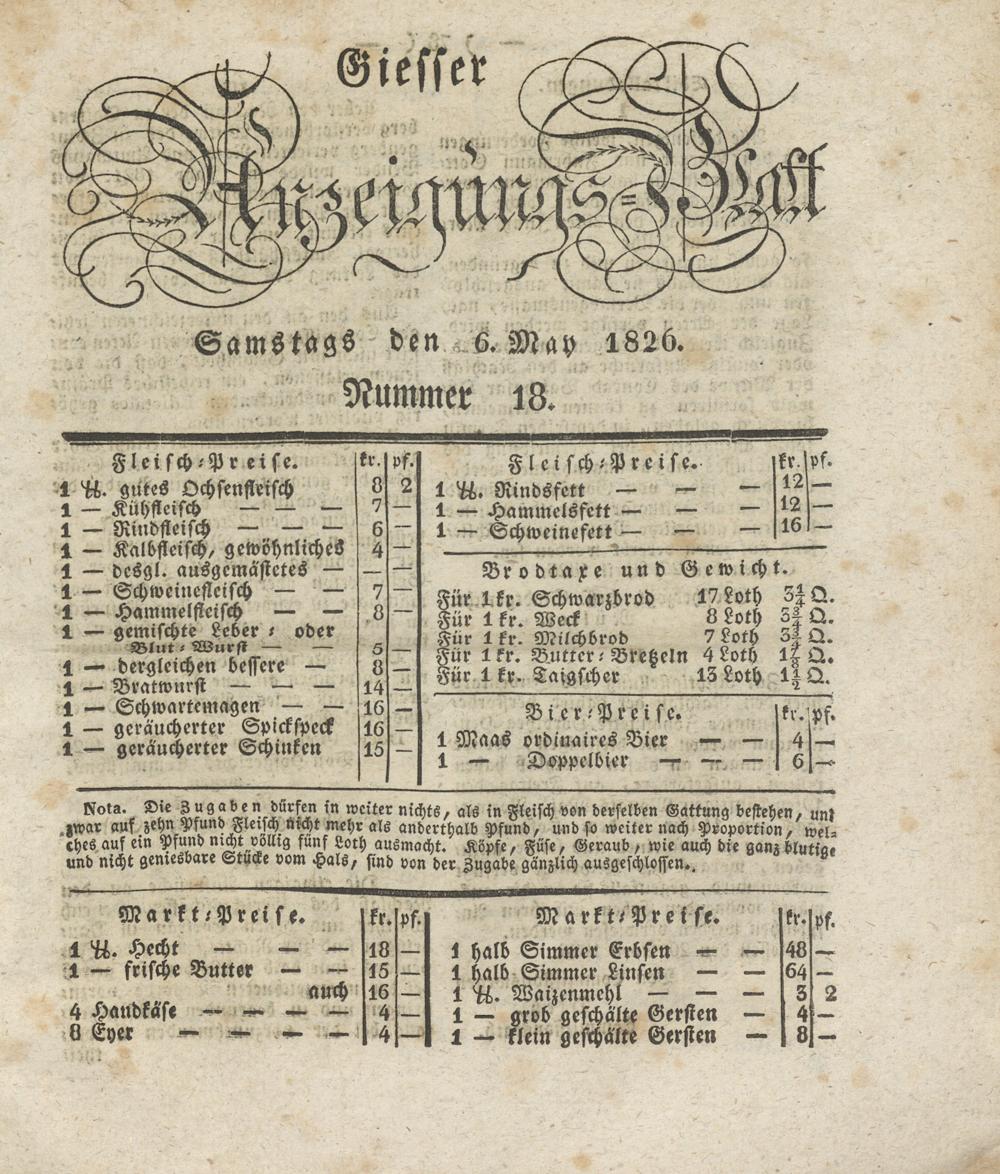 Giesser
Anzeigungs-Blatt
Samstags den 6. May 1826.
Nummer 18.
Fleisch-Preise. kr. pf.
1 ℔. gutes Ochsenfleisch 8 2
1 — Kühfleisch — — — 7 —
1 — Rindfleisch — — 6 —
1 — Kalbfleisch, gewöhnliches 4 —
1 — desgl. ausgemästetes — — —
1 — Schweinefleisch — — 7 —
1 — Hammelfleisch — — 8 —
1 — gemischte Leber- oder
Blut-Wurst — — 5 —
1 — dergleichen bessere — 8 —
1 — Bratwurst — — — 14 —
1 — Schwartemagen — — 16 —
1 — geräucherter Spickspeck 16 —
1 — geräucherter Schinken 15 —
Fleisch-Preise. kr. pf.
1 ℔. Rindsfett — — — 12 —
1 — Hammelsfett — — 12 —
1 — Schweinefett — — 16 —
Brodtaxe und Gewicht.
Für 1 kr. Schwarzbrod 17 Loth 3¼ Q.
Für 1 kr. Weck 8 Loth 3¾ Q.
Für 1 kr. Milchbrod 7 Loth 3¾ Q.
Für 1 kr. Butter-Bretzeln 4 Loth 1⅞ Q.
Für 1 kr. Taigscher 13 Loth 1½ Q.
Bier-Preise. kr. pf.
1 Maas ordinaires Bier — — 4 —
1 — Doppelbier — — — 6 —
Nota. Die Zugaben dürfen in weiter nichts, als in Fleisch von derselben Gattung bestehen, und
zwar auf zehn Pfund Fleisch nicht mehr als anderthalb Pfund, und so weiter nach Proportion, wel-
ches auf ein Pfund nicht völlig fünf Loth ausmacht. Köpfe, Füse, Geraub, wie auch die ganz blutige
und nicht geniesbare Stücke vom Hals, sind von der Zugabe gänzlich ausgeschlossen.
Markt-Preise. kr. pf.
1 ℔. Hecht — — — 18 —
1 — frische Butter — — 15 —
auch 16 —
4 Handkäse — — — — 4 —
8 Eyer — — — — 4 —
Markt-Preise. kr. pf.
1 halb Simmer Erbsen — — 48 —
1 halb Simmer Linsen — — 64 —
1 ℔. Waizenmehl — — — 3 2
1 — grob geschälte Gersten — 4 —
1 — klein geschälte Gersten — 8 —